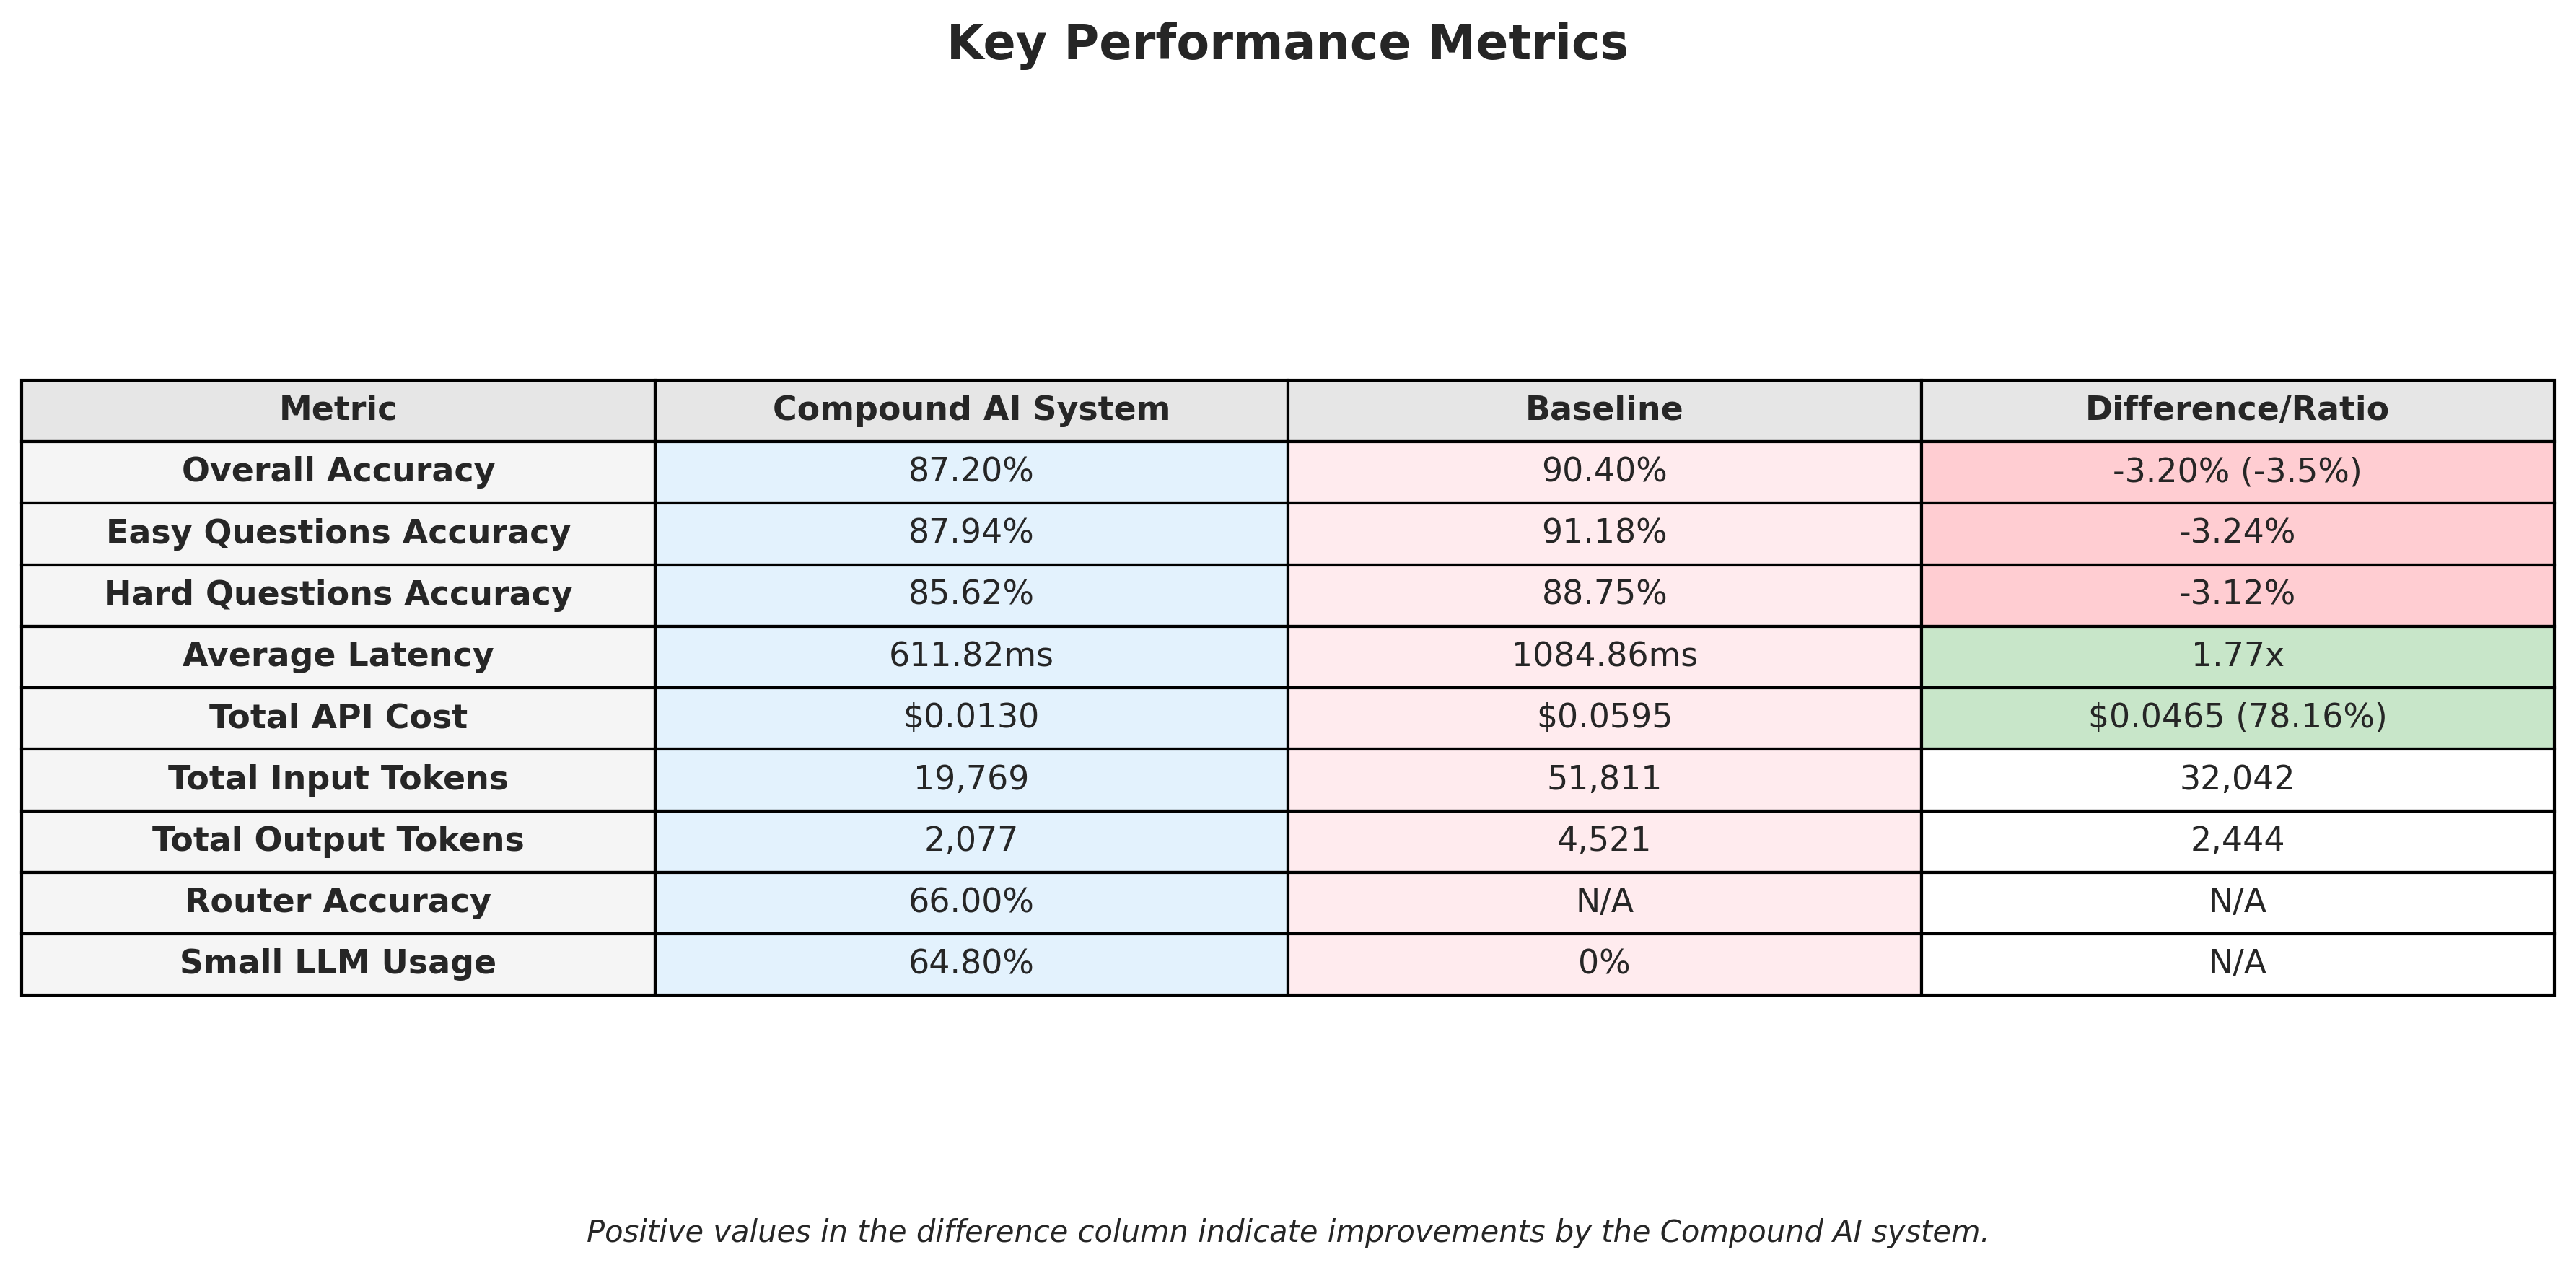 Key Performance Metrics
Metric Compound AI System Baseline Difference/Ratio
Overall Accuracy 87.20% 90.40% -3.20% (-3.5%)
Easy Questions Accuracy 87.94% 91.18% -3.24%
Hard Questions Accuracy 85.62% 88.75% -3.12%
Average Latency 611.82ms 1084.86ms 1.77x
Total API Cost $0.0130 $0.0595 $0.0465 (78.16%)
Total Input Tokens 19,769 51,811 32,042
Total Output Tokens 2,077 4,521 2,444
Router Accuracy 66.00% N/A N/A
Small LLM Usage 64.80% 0% N/A
Positive values in the difference column indicate improvements by the Compound AI system.